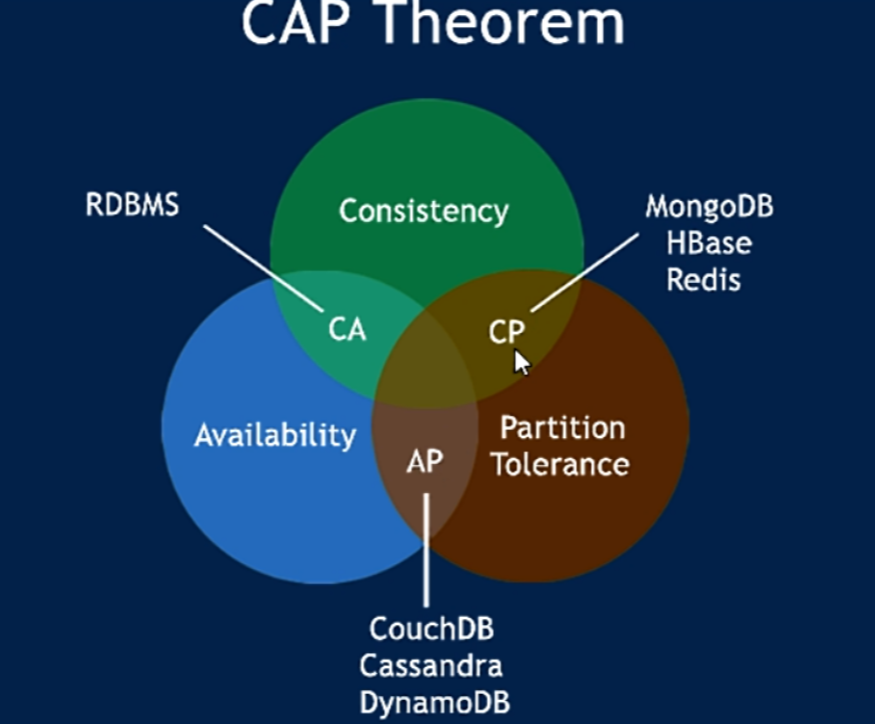 CAP Theorem
RDBMS
Consistency
MongoDB
HBase
Redis
CA
CP
Availability
Partition
Tolerance
AP
CouchDB
Cassandra
DynamoDB